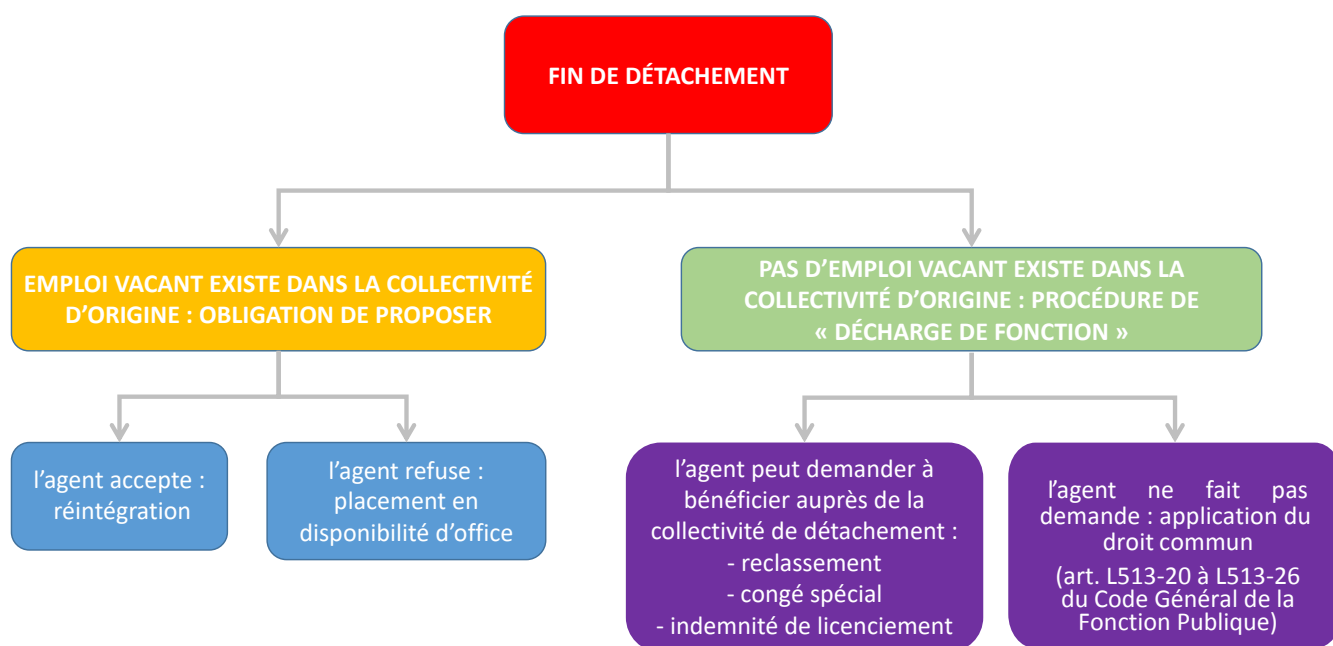 FIN DE DÉTACHEMENT
EMPLOI VACANT EXISTE DANS LA COLLECTIVITÉ
D’ORIGINE : OBLIGATION DE PROPOSER
PAS D’EMPLOI VACANT EXISTE DANS LA
COLLECTIVITÉ D’ORIGINE : PROCÉDURE DE
« DÉCHARGE DE FONCTION »
l’agent accepte :
réintégration
l’agent refuse :
placement en
disponibilité d’office
l’agent peut demander à
bénéficier auprès de la
collectivité de détachement :
- reclassement
- congé spécial
- indemnité de licenciement
l’agent ne fait pas
demande : application du
droit commun
(art. L513-20 à L513-26
du Code Général de la
Fonction Publique)